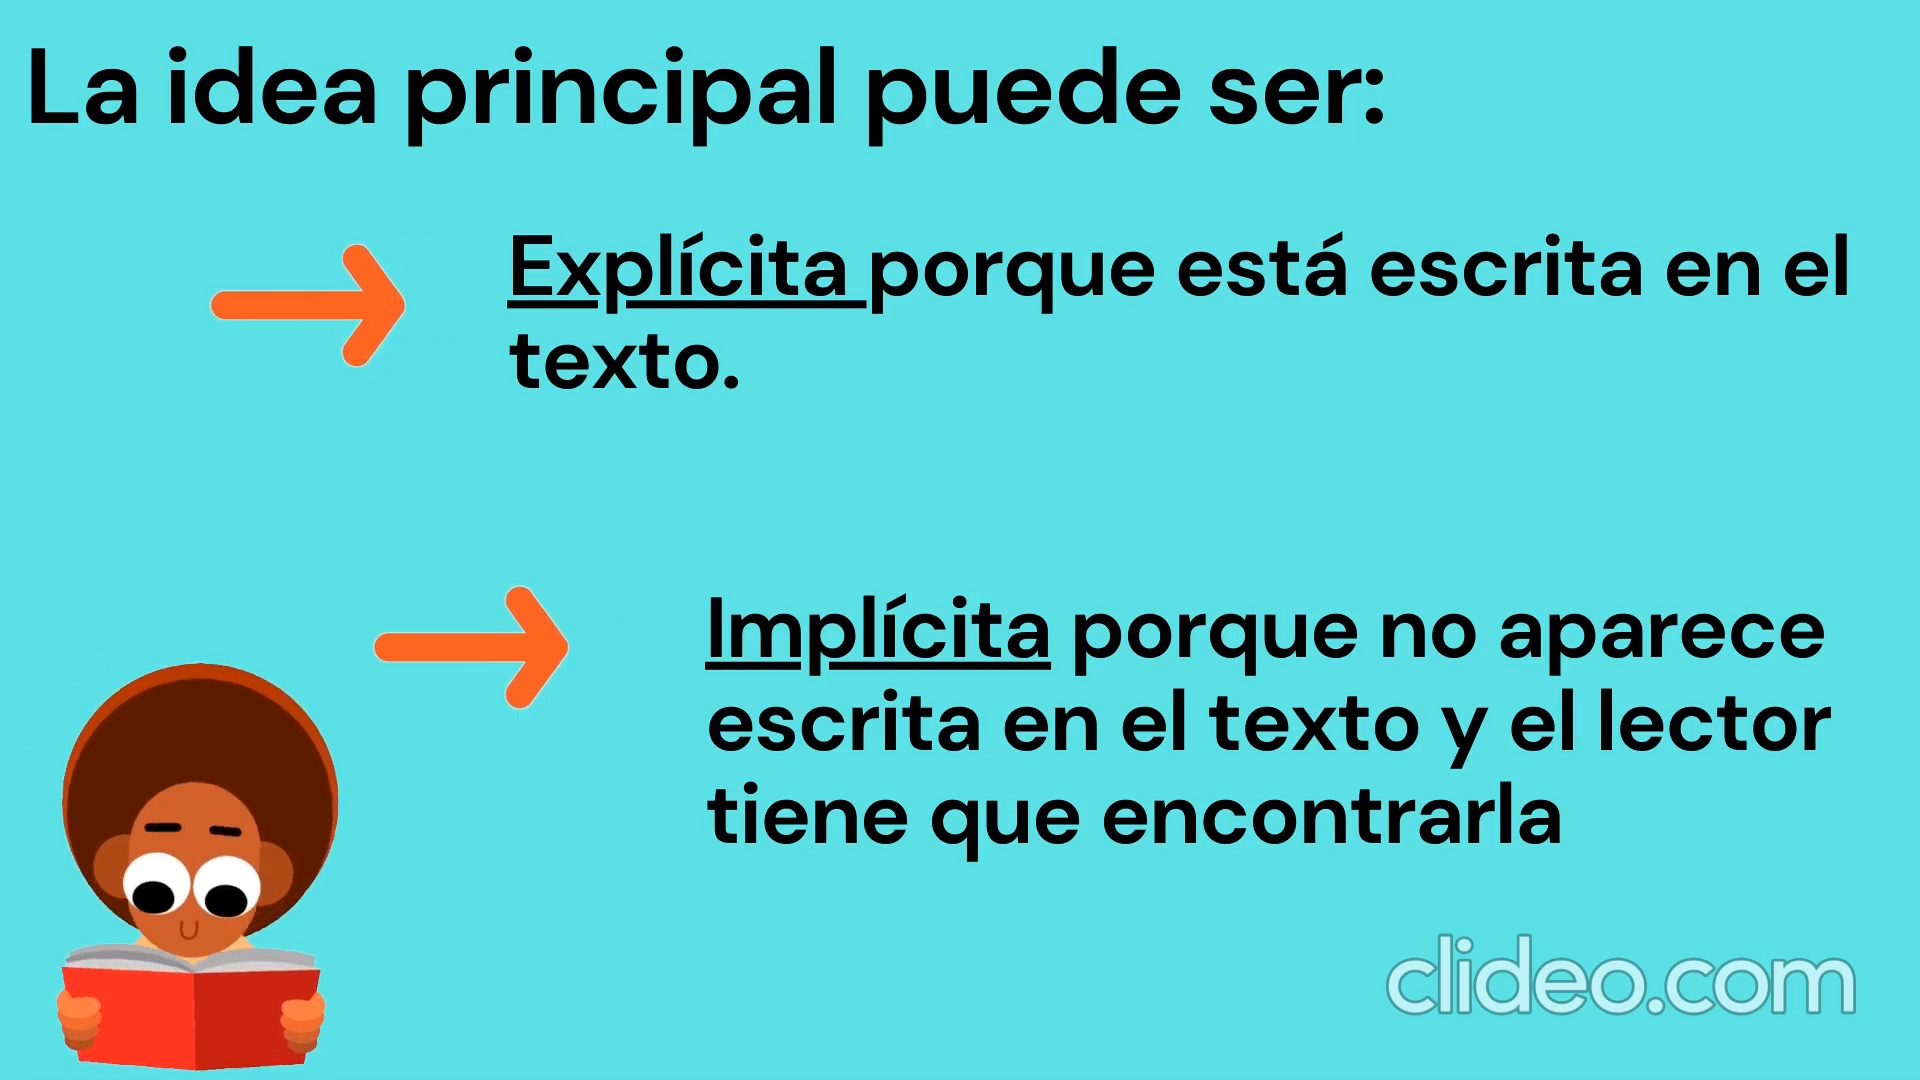 La idea principal puede ser:
Explícita porque está escrita en el
texto.
Implícita porque no aparece
escrita en el texto y el lector
tiene que encontrarla
clideo.com